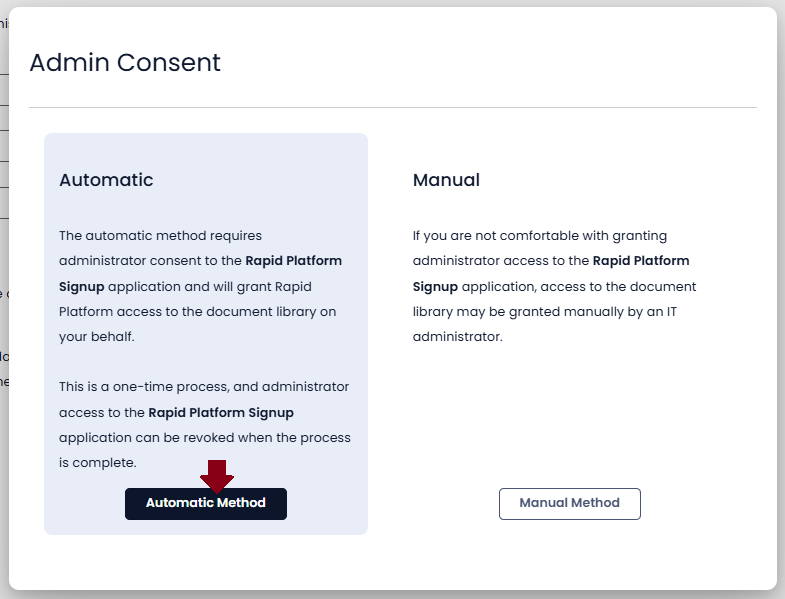 Admin Consent
Automatic
The automatic method requires
administrator consent to the Rapid Platform
Signup application and will grant Rapid
Platform access to the document library on
your behalf.
This is a one-time process, and administrator
access to the Rapid Platform Signup
application can be revoked when the process
is complete.
Automatic Method
Manual
If you are not comfortable with granting
administrator access to the Rapid Platform
Signup application, access to the document
library may be granted manually by an IT
administrator.
Manual Method